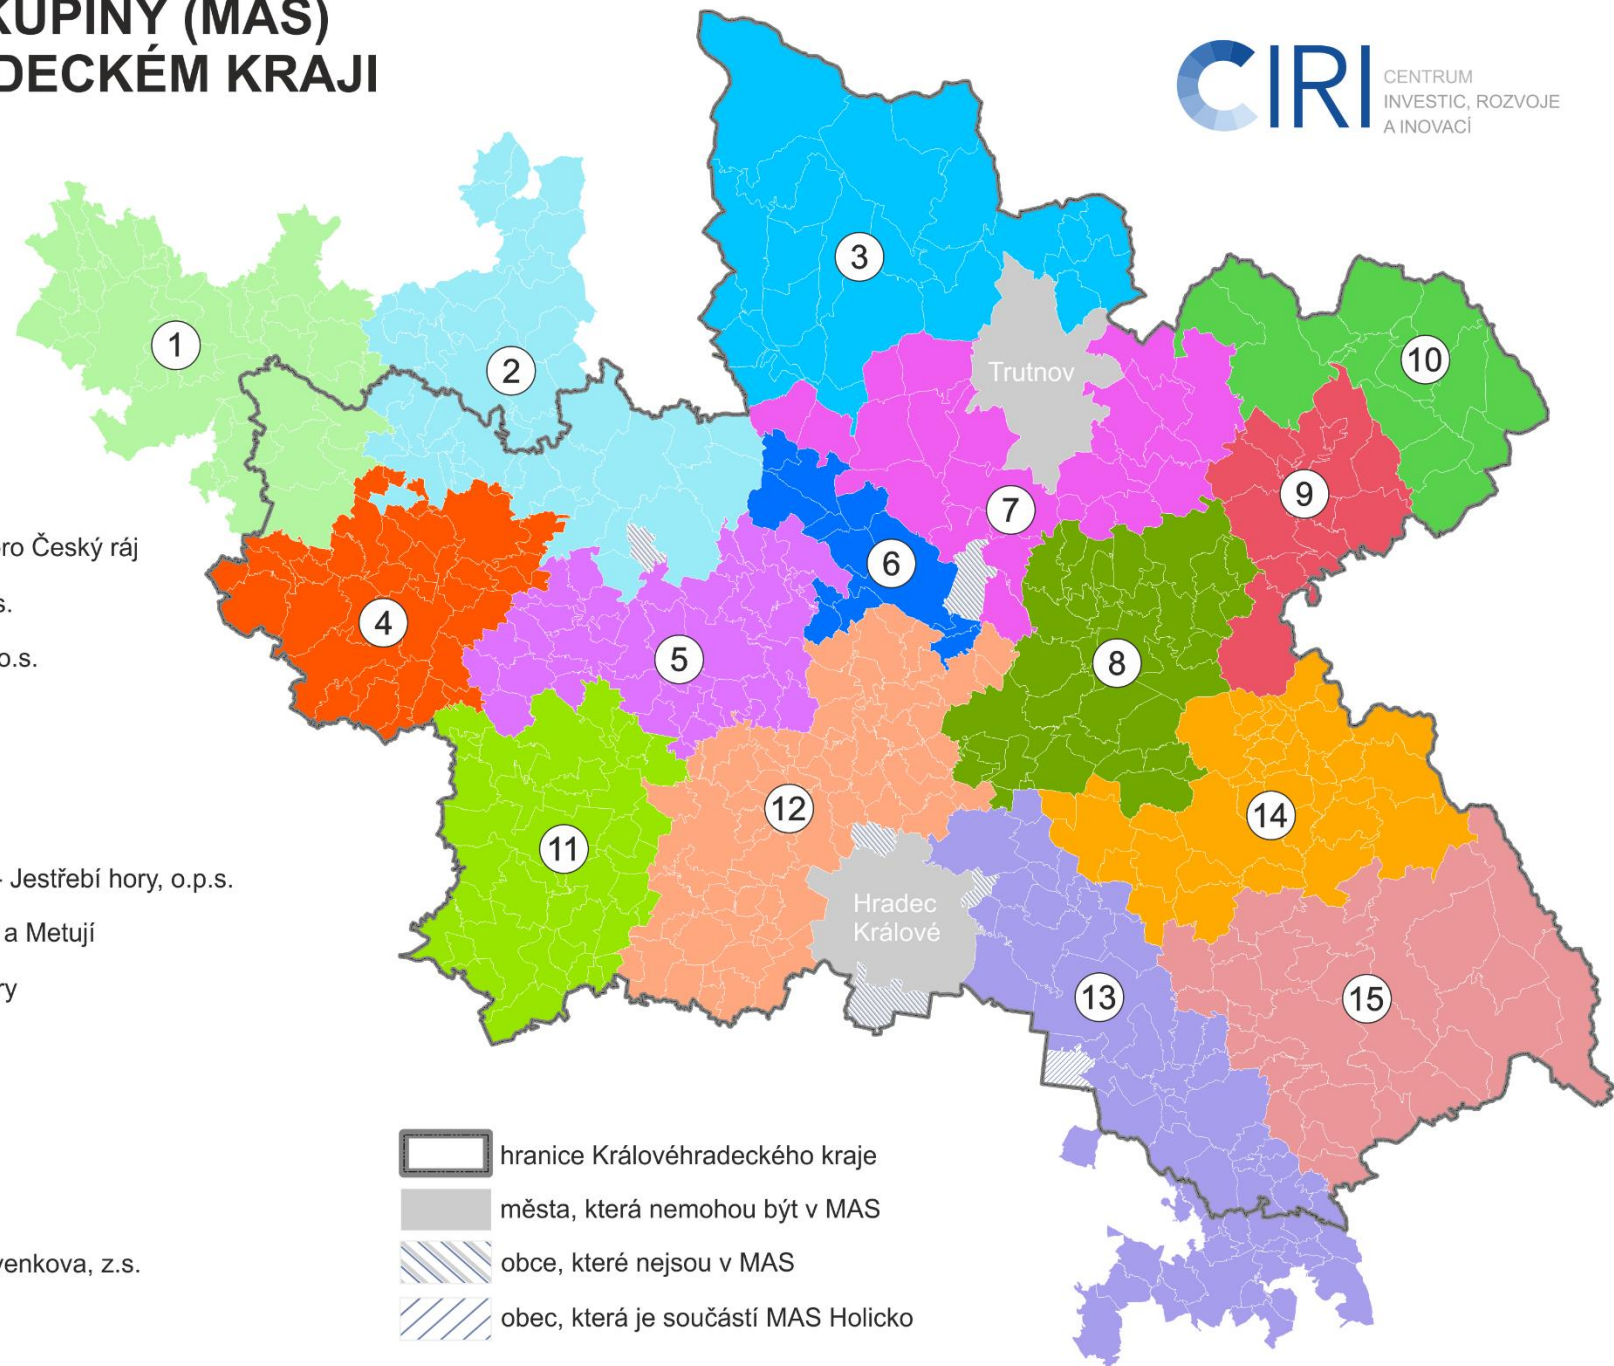 KUPINY (MAS)
DECKÉM KRAJI
CIRI
CENTRUM
INVESTIC, ROZVOJE
A INOVACÍ
3
1
2
10
Trutnov
9
7
ro Český ráj
6
s.
4
o.s.
5
8
12
14
11
- Jestřebí hory, o.p.s.
Hradec
Králové
a Metují
ry
13
15
hranice Královéhradeckého kraje
města, která nemohou být v MAS
obce, které nejsou v MAS
venkova, z.s.
obec, která je součástí MAS Holicko